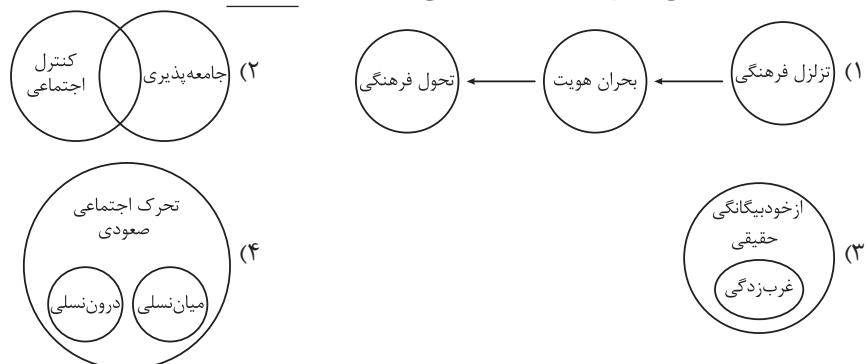 ۱) تزلزل فرهنگی بحران هویت تحول فرهنگی
۲) جامعه‌پذیری کنترل اجتماعی
۳) ازخودبیگانگی حقیقی
غرب‌زدگی
۴) تحرک اجتماعی صعودی
میان‌نسلی درون‌نسلی